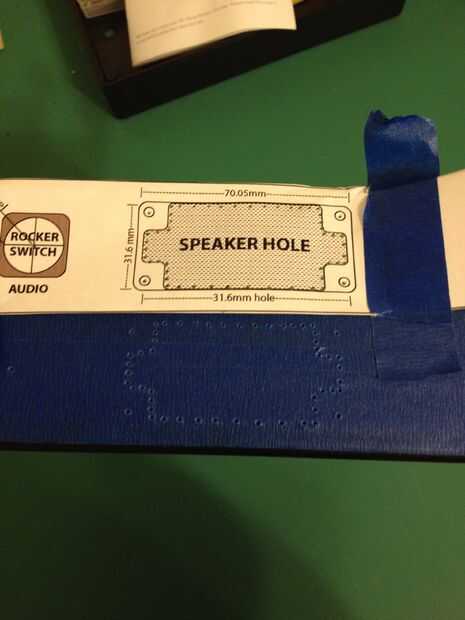 70.05mm
31.6 mm
ROCKER
SWITCH
SPEAKER HOLE
AUDIO
31.6mm hole